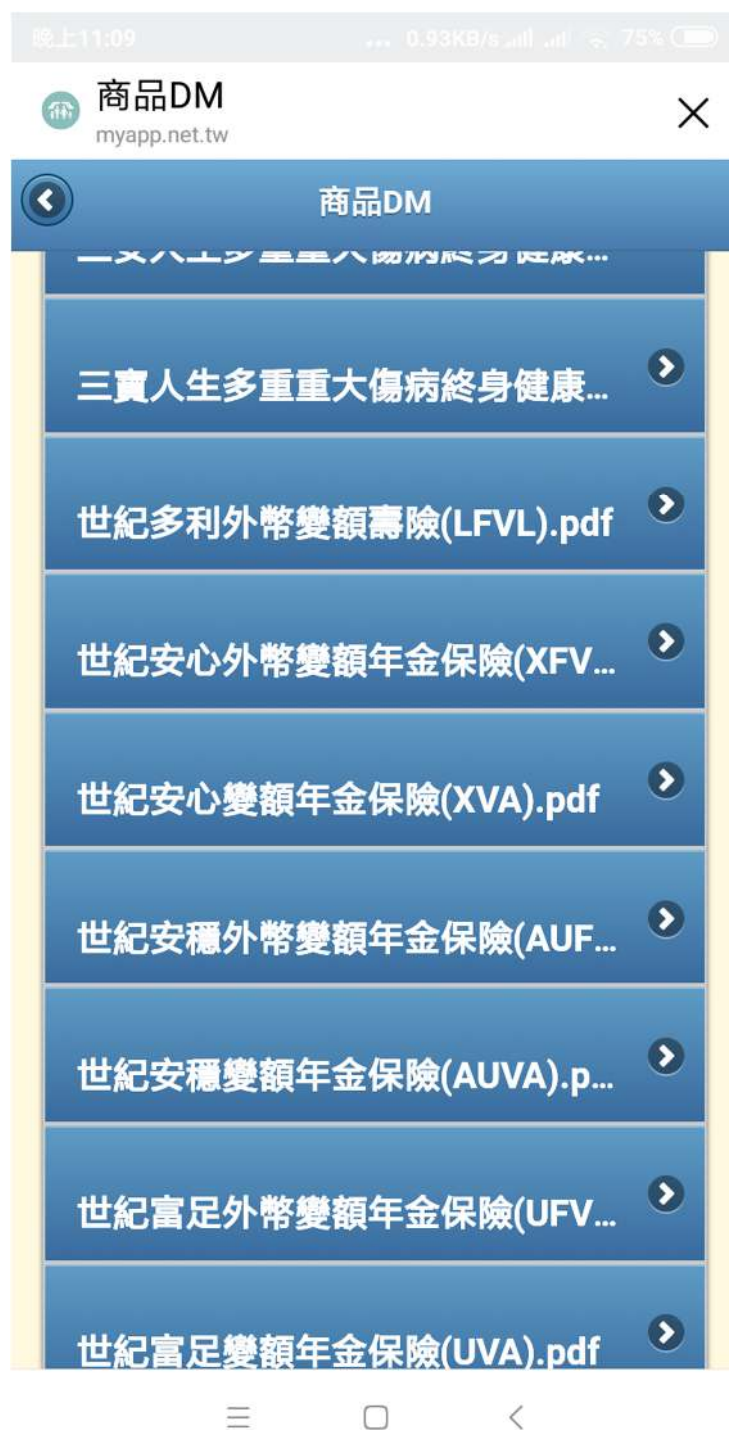 晚上11:09
... 0.93KB/s 75%
商品DM
myapp.net.tw
商品DM
三寶人生多重重大傷病終身健康...
世紀多利外幣變額壽險(LFVL).pdf
世紀安心外幣變額年金保險(XFV...
世紀安心變額年金保險(XVA).pdf
世紀安穩外幣變額年金保險(AUF...
世紀安穩變額年金保險(AUVA).p...
世紀富足外幣變額年金保險(UFV...
世紀富足變額年金保險(UVA).pdf